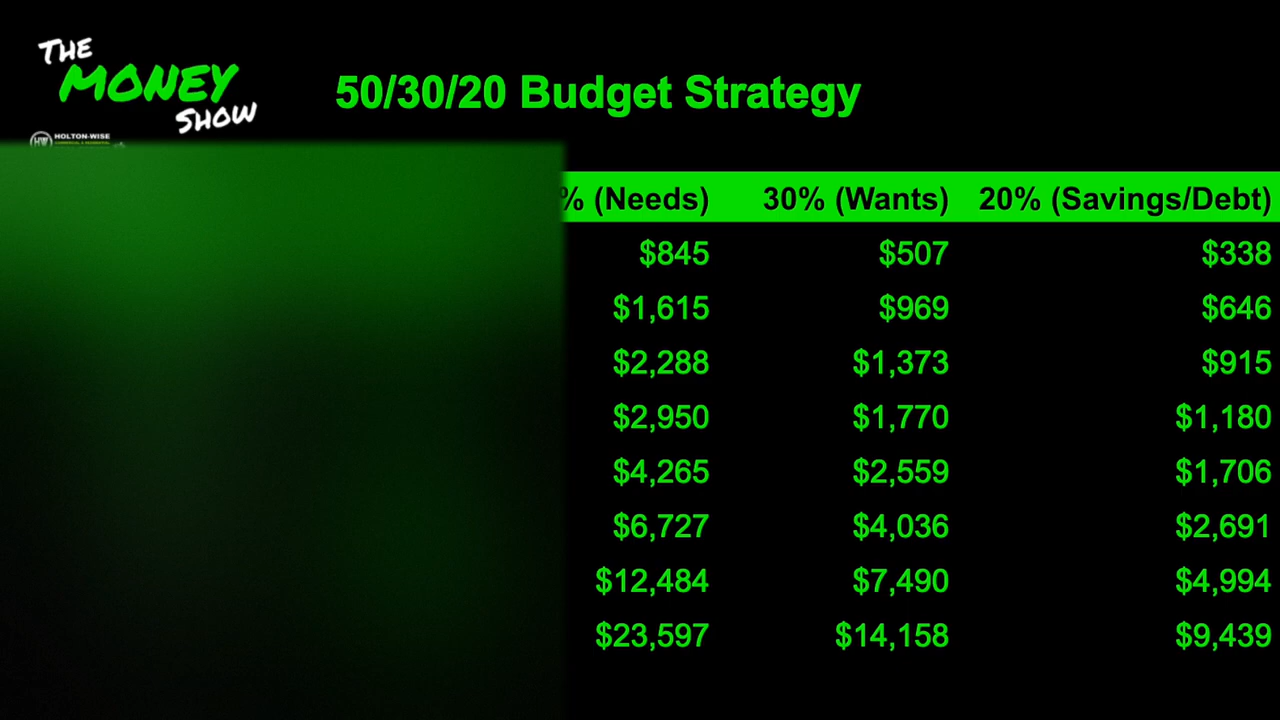 THE
MONEY
SHOW
HOLTON-WISE
50/30/20 Budget Strategy
% (Needs) 30% (Wants) 20% (Savings/Debt)
$845 $507 $338
$1,615 $969 $646
$2,288 $1,373 $915
$2,950 $1,770 $1,180
$4,265 $2,559 $1,706
$6,727 $4,036 $2,691
$12,484 $7,490 $4,994
$23,597 $14,158 $9,439